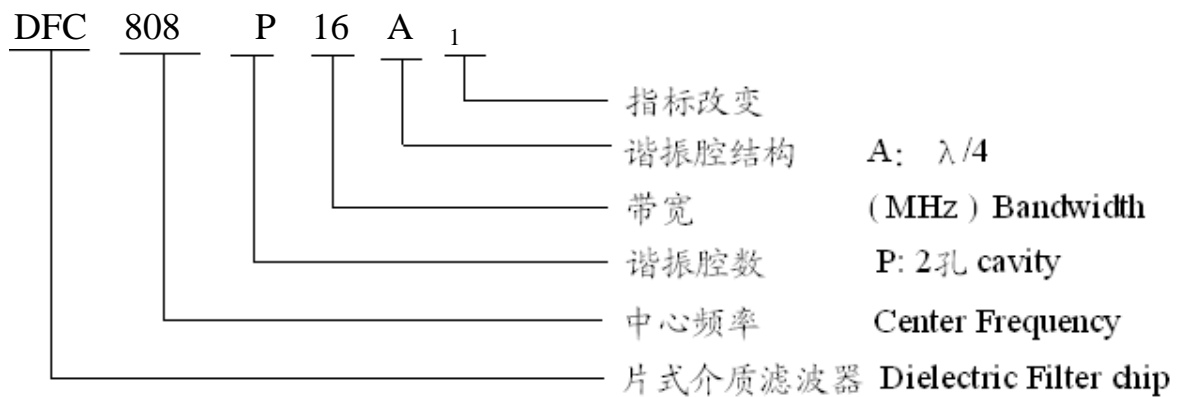 DFC 808 P 16 A 1
指标改变
谐振腔结构 A: λ/4
带宽 (MHz) Bandwidth
谐振腔数 P: 2孔 cavity
中心频率 Center Frequency
片式介质滤波器 Dielectric Filter chip